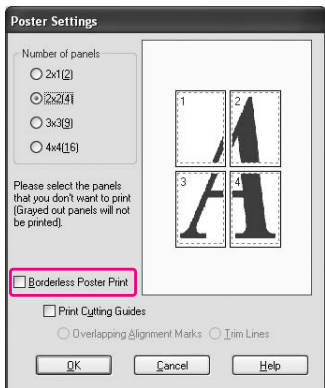 Poster Settings
Number of panels
2x1(2)
2x2(4)
3x3(9)
4x4(16)
1 2
3 4
Please select the panels
that you don't want to print
(Grayed out panels will not
be printed).
Borderless Poster Print
Print Cutting Guides
Overlapping Alignment Marks Trim Lines
OK Cancel Help